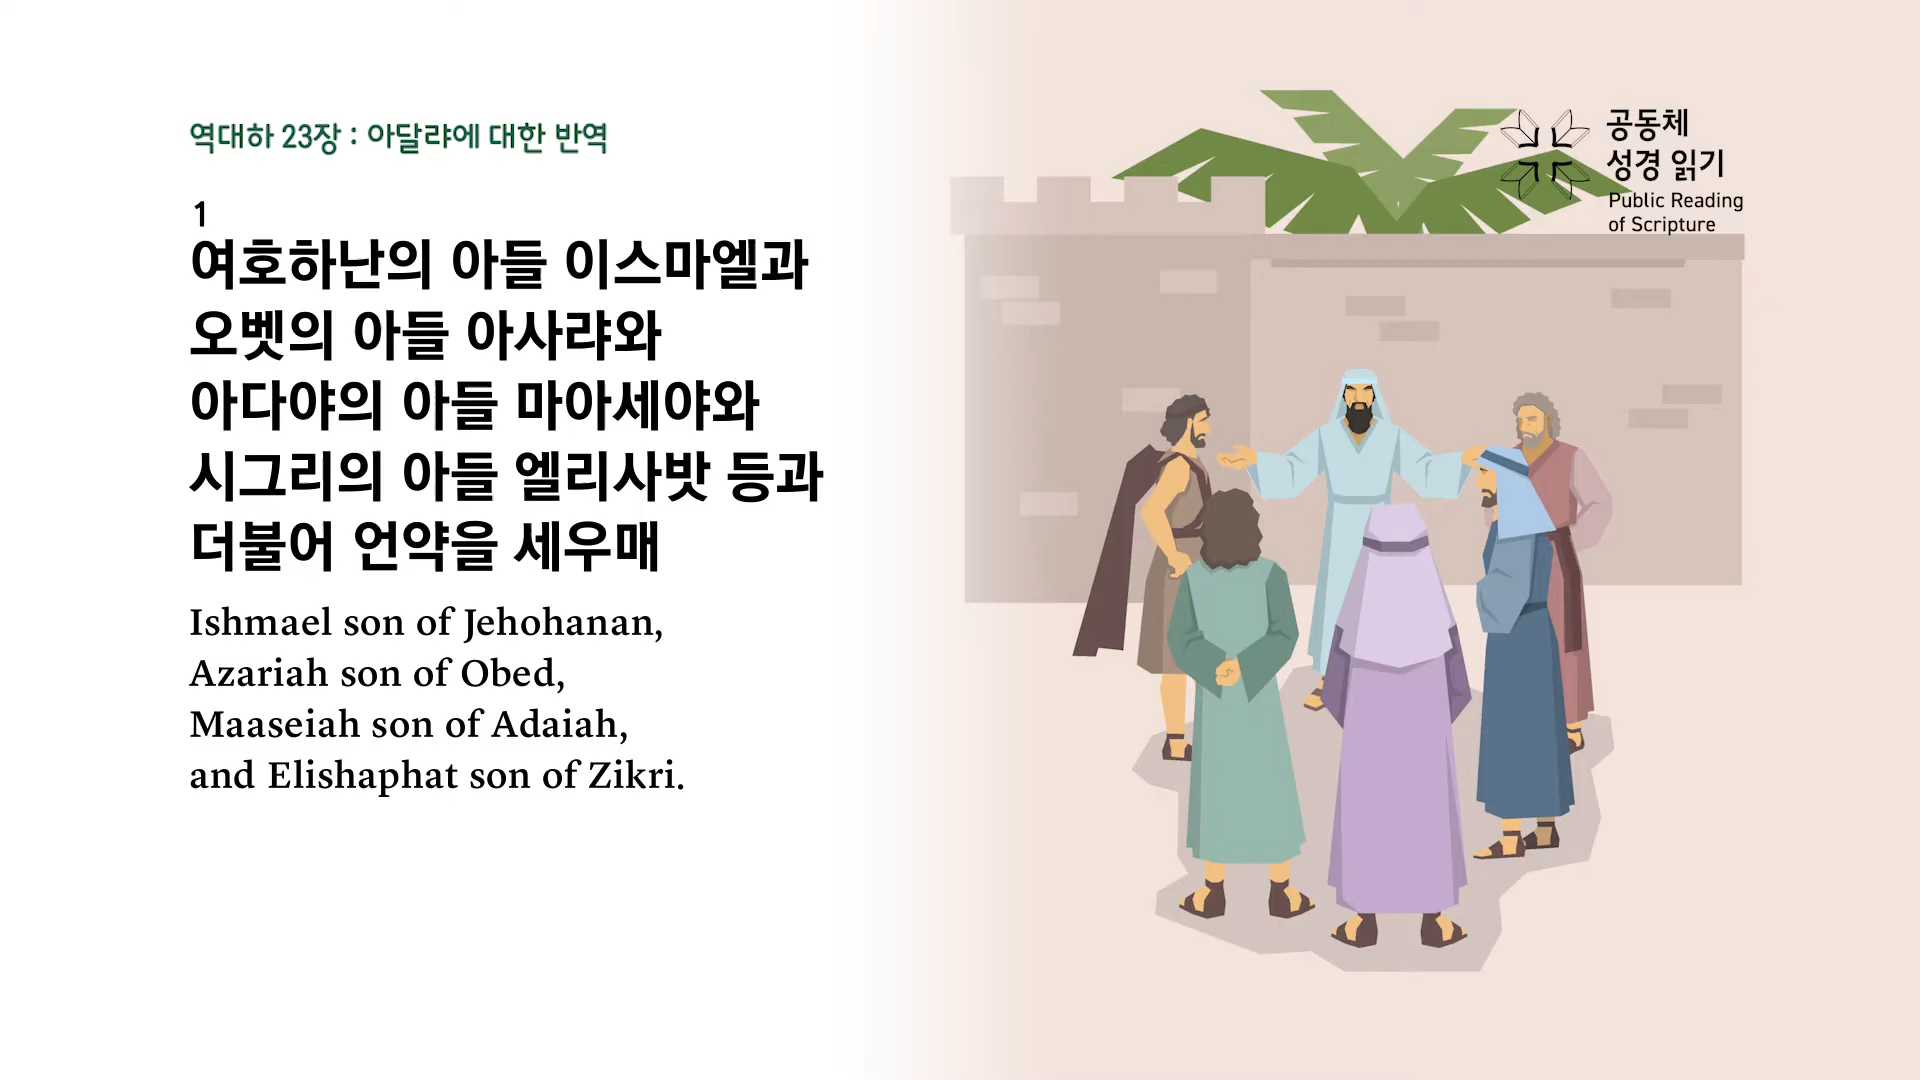 역대하 23장 : 아달랴에 대한 반역
1
여호하난의 아들 이스마엘과
오벳의 아들 아사랴와
아다야의 아들 마아세야와
시그리의 아들 엘리사밧 등과
더불어 언약을 세우매
Ishmael son of Jehohanan,
Azariah son of Obed,
Maaseiah son of Adaiah,
and Elishaphat son of Zikri.
공동체
성경 읽기
Public Reading
of Scripture